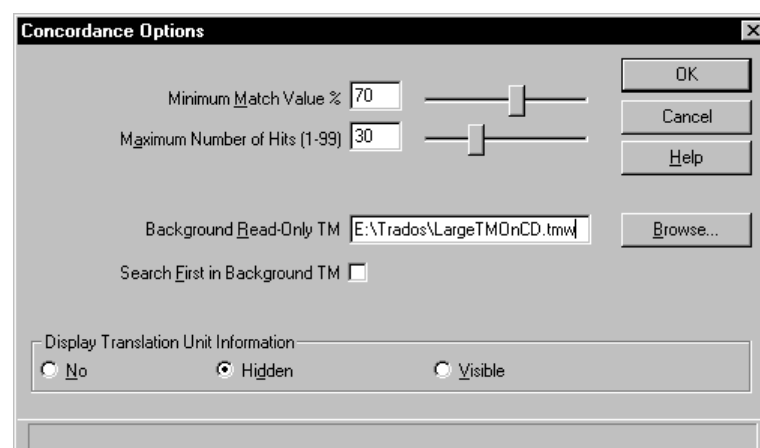 Concordance Options
Minimum Match Value % 70
OK
Cancel
Maximum Number of Hits (1-99) 30
Help
Background Read-Only TM E:\Trados\LargeTMOnCD.tmw Browse...
Search First in Background TM
Display Translation Unit Information
No Hidden Visible